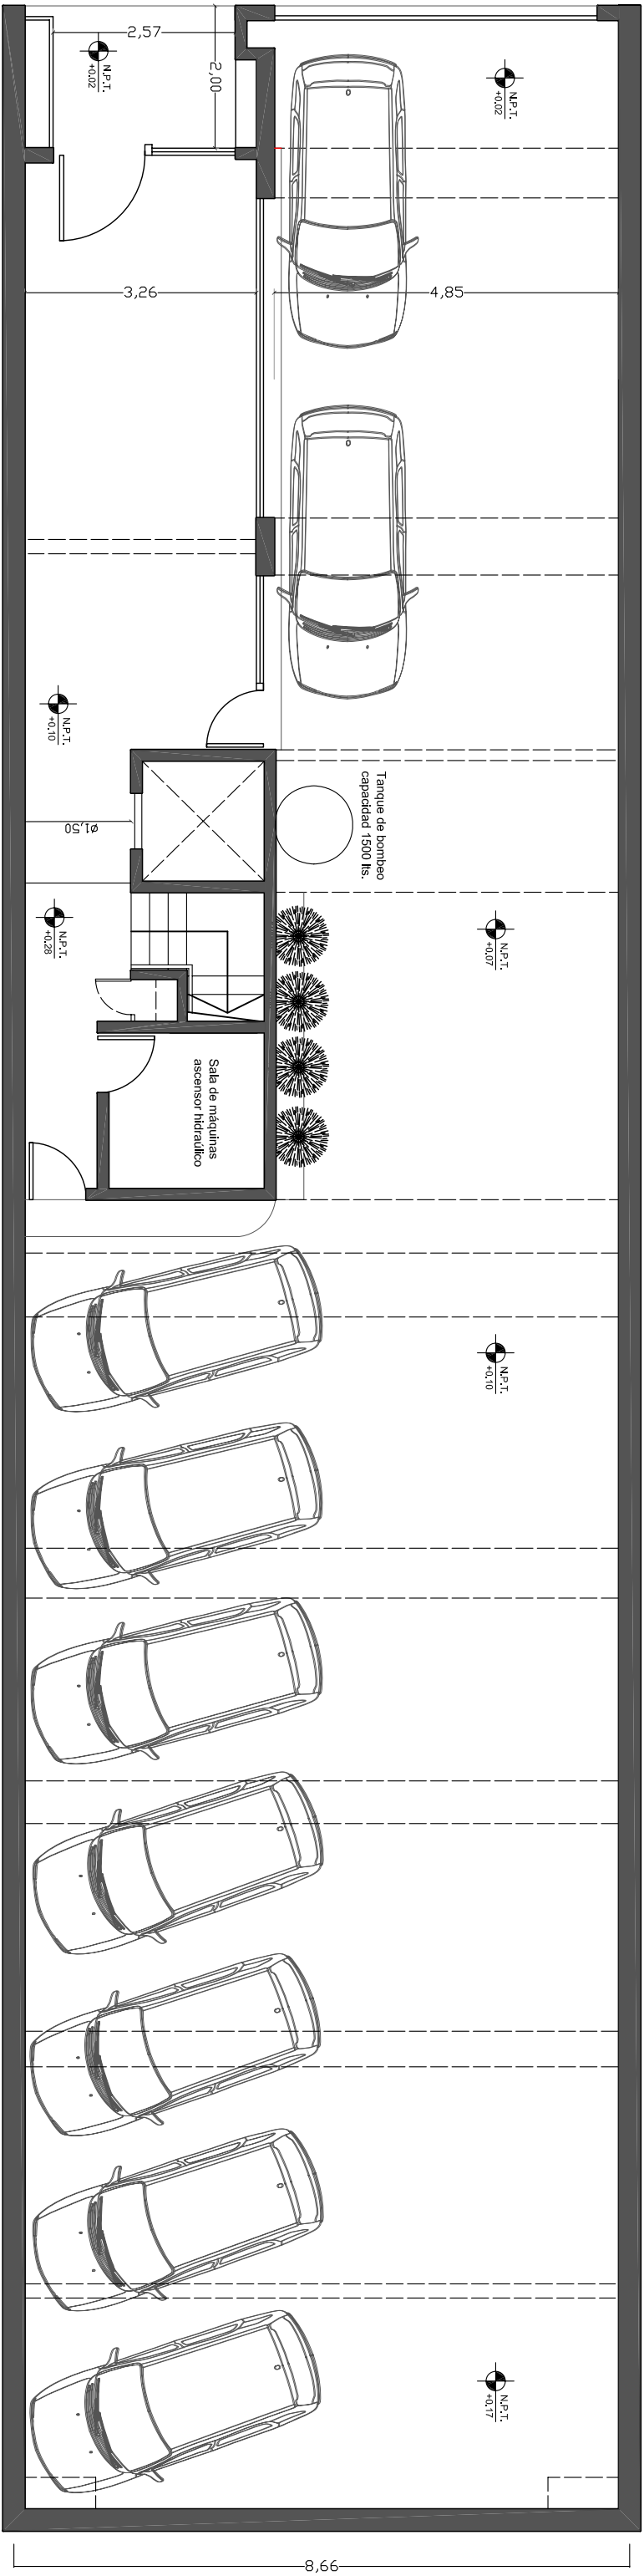 2,57
N.P.T.
+0.02
2,00
N.P.T.
+0.02
3,26
4,85
N.P.T.
+0.10
Tanque de bombeo
capacidad 1500 lts.
ø1,50
N.P.T.
+0.28
N.P.T.
+0.07
Sala de máquinas
ascensor hidraúlico
N.P.T.
+0.10
N.P.T.
+0.17
8,66